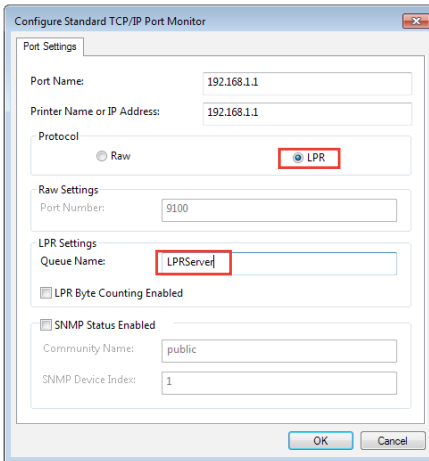 Configure Standard TCP/IP Port Monitor
Port Settings
Port Name: 192.168.1.1
Printer Name or IP Address: 192.168.1.1
Protocol
Raw LPR
Raw Settings
Port Number: 9100
LPR Settings
Queue Name: LPRServer
LPR Byte Counting Enabled
SNMP Status Enabled
Community Name: public
SNMP Device Index: 1
OK Cancel